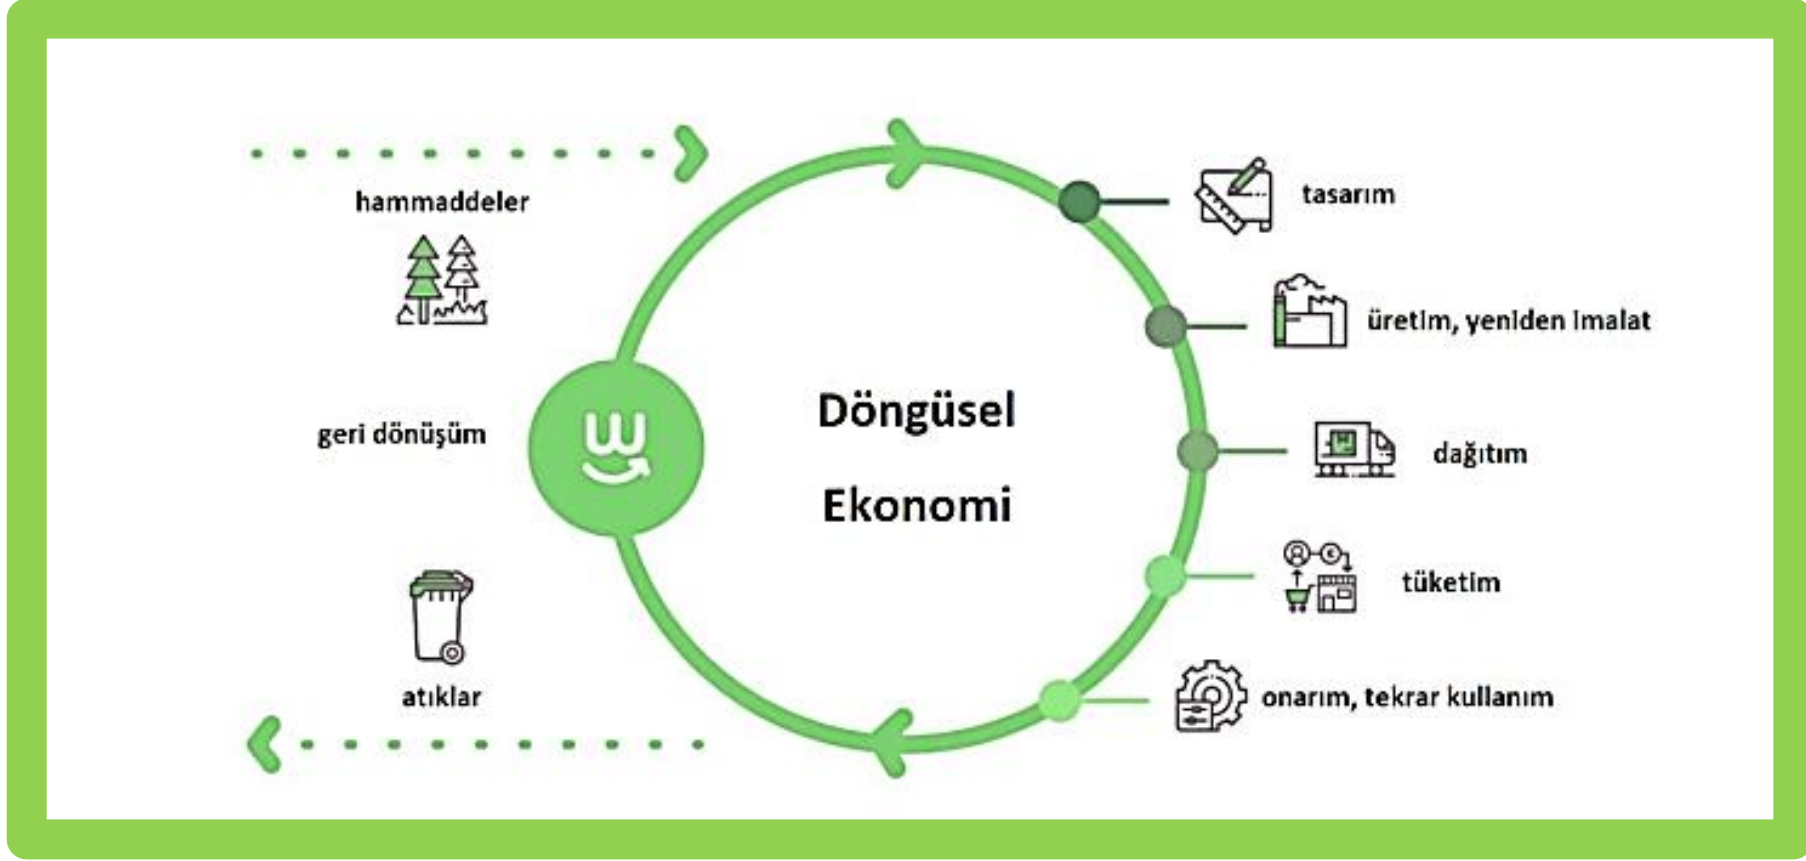 hammaddeler
geri dönüşüm
atıklar
W
Döngüsel
Ekonomi
tasarım
üretim, yeniden imalat
dağıtım
tüketim
onarım, tekrar kullanım